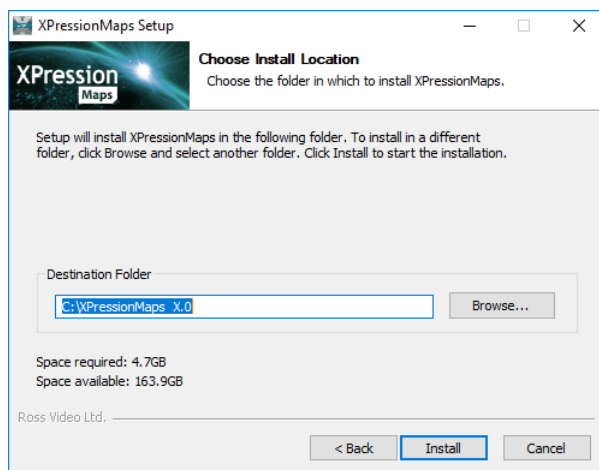 XPressionMaps Setup
XPression
Maps
Choose Install Location
Choose the folder in which to install XPressionMaps.
Setup will install XPressionMaps in the following folder. To install in a different
folder, click Browse and select another folder. Click Install to start the installation.
Destination Folder
C:\XPressionMaps X.0
Browse...
Space required: 4.7GB
Space available: 163.9GB
Ross Video Ltd.
< Back
Install
Cancel